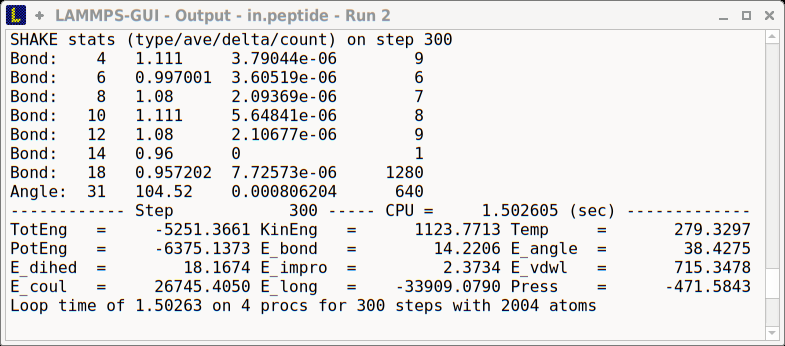 LAMMPS-GUI - Output - in.peptide - Run 2
SHAKE stats (type/ave/delta/count) on step 300
Bond:    4   1.111     3.79044e-06        9
Bond:    6   0.997001  3.60519e-06        6
Bond:    8   1.08      2.09369e-06        7
Bond:   10   1.111     5.64841e-06        8
Bond:   12   1.08      2.10677e-06        9
Bond:   14   0.96      0                  1
Bond:   18   0.957202  7.72573e-06     1280
Angle:  31   104.52    0.000806204      640
------------ Step            300 ----- CPU =     1.502605 (sec) -------------
TotEng   =     -5251.3661 KinEng   =      1123.7713 Temp     =       279.3297
PotEng   =     -6375.1373 E_bond   =        14.2206 E_angle  =        38.4275
E_dihed  =        18.1674 E_impro  =         2.3734 E_vdwl   =       715.3478
E_coul   =     26745.4050 E_long   =    -33909.0790 Press    =      -471.5843
Loop time of 1.50263 on 4 procs for 300 steps with 2004 atoms